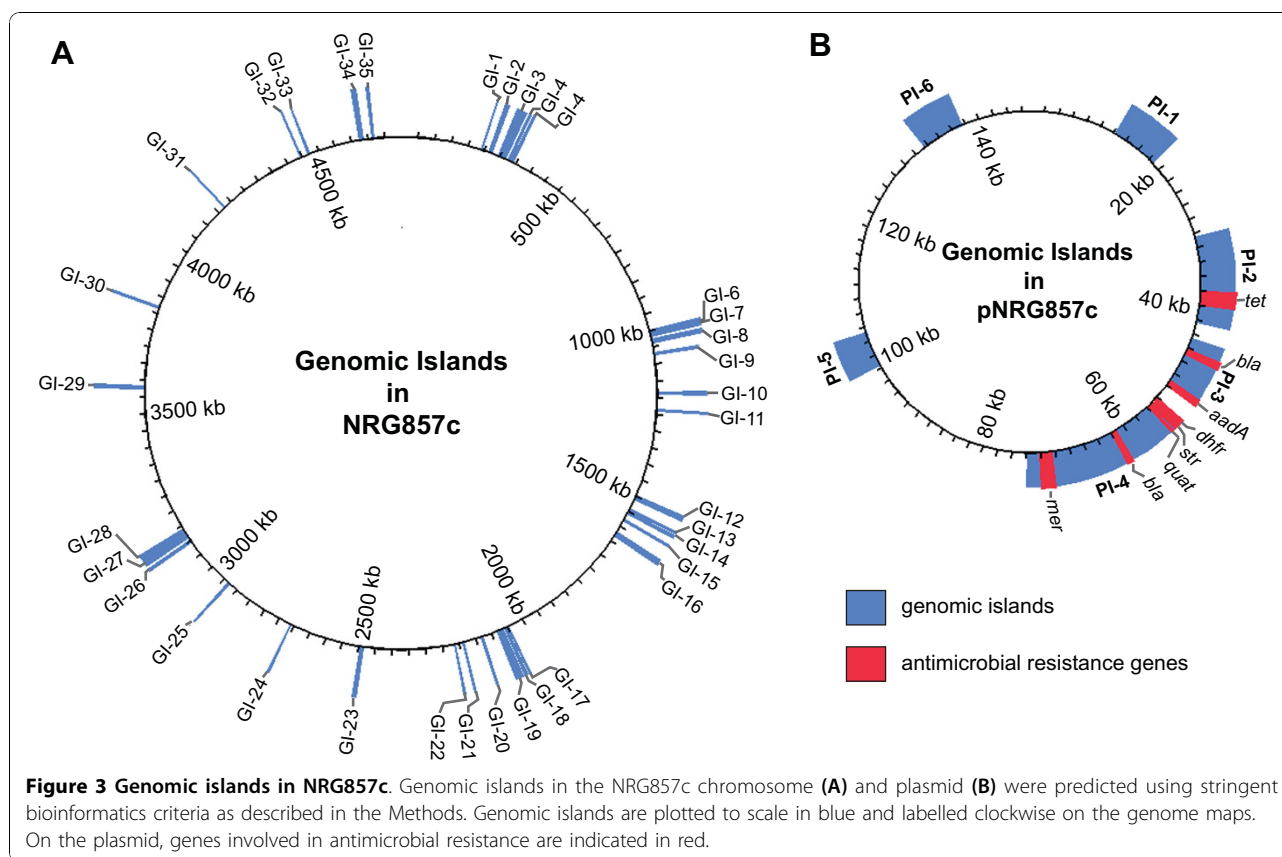 A
GI-1
GI-2
GI-3
GI-4
GI-4
GI-6
GI-7
GI-8
GI-9
GI-10
GI-11
GI-12
GI-13
GI-14
GI-15
GI-16
GI-17
GI-18
GI-19
GI-20
GI-21
GI-22
GI-23
GI-24
GI-25
GI-26
GI-27
GI-28
GI-29
GI-30
GI-31
GI-32
GI-33
GI-34
GI-35
500 kb
1000 kb
1500 kb
2000 kb
2500 kb
3000 kb
3500 kb
4000 kb
4500 kb
Genomic Islands
in
NRG857c
B
PI-1
PI-2
tet
bla
PI-3
aadA
dhfr
str
quat
bla
PI-4
mer
PI-5
PI-6
20 kb
40 kb
60 kb
80 kb
100 kb
120 kb
140 kb
Genomic Islands
in
pNRG857c
genomic islands
antimicrobial resistance genes
Figure 3 Genomic islands in NRG857c. Genomic islands in the NRG857c chromosome (A) and plasmid (B) were predicted using stringent
bioinformatics criteria as described in the Methods. Genomic islands are plotted to scale in blue and labelled clockwise on the genome maps.
On the plasmid, genes involved in antimicrobial resistance are indicated in red.